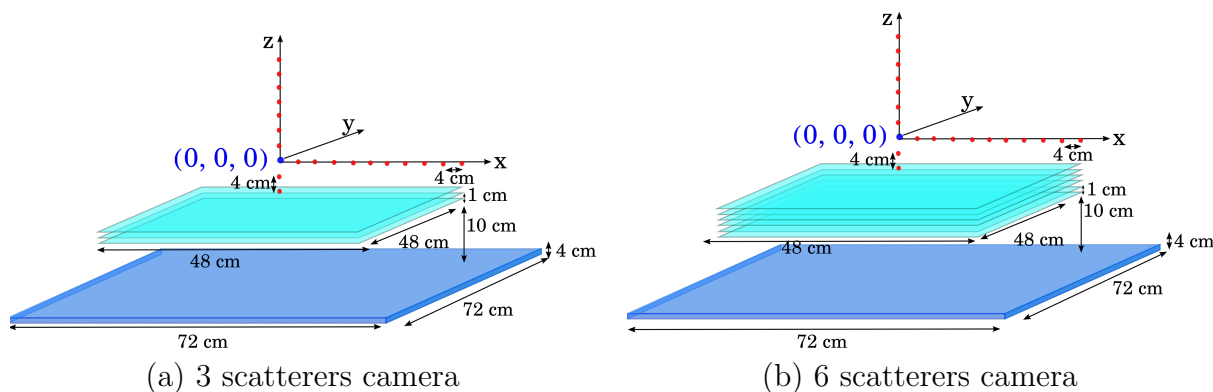 z
y
(0, 0, 0)
x
4 cm
4 cm
1 cm
10 cm
48 cm
48 cm
4 cm
72 cm
72 cm
(a) 3 scatterers camera
z
y
(0, 0, 0)
x
4 cm
4 cm
1 cm
10 cm
48 cm
48 cm
4 cm
72 cm
72 cm
(b) 6 scatterers camera